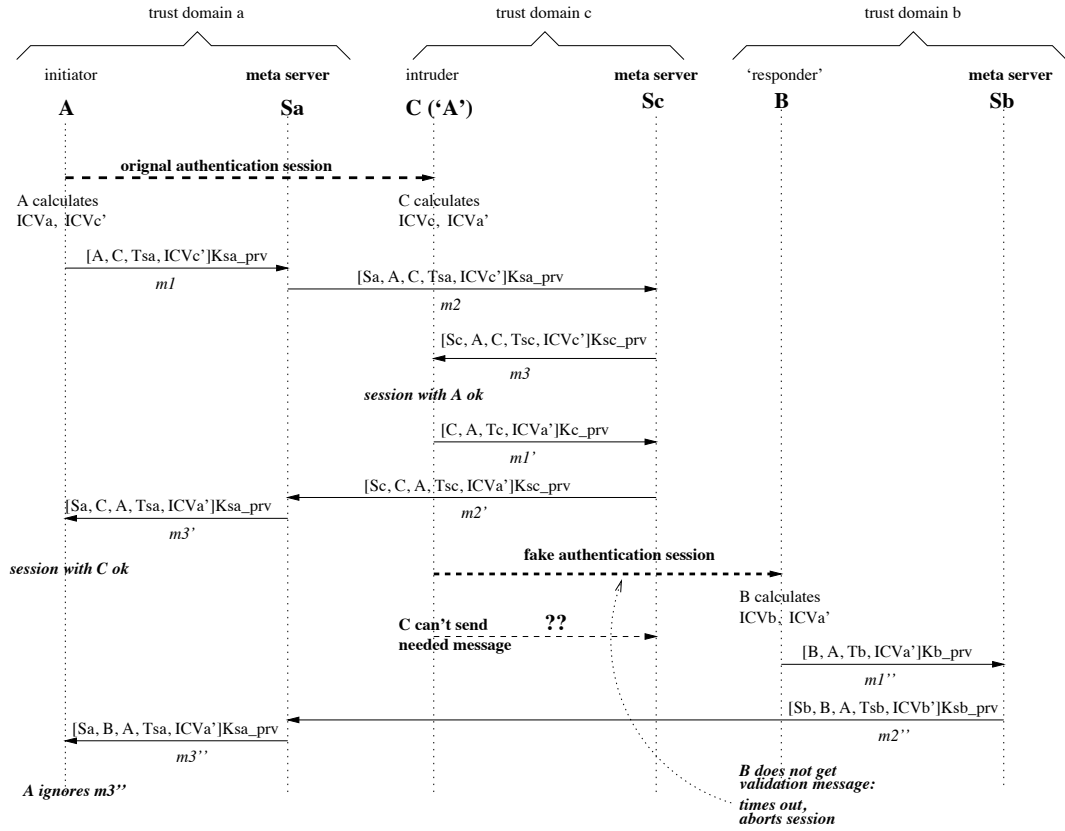 trust domain a
trust domain c
trust domain b
initiator
meta server
intruder
meta server
‘responder’
meta server
A
Sa
C (‘A’)
Sc
B
Sb
orignal authentication session
A calculates
ICVa, ICVc’
C calculates
ICVc, ICVa’
[A, C, Tsa, ICVc’]Ksa_prv
m1
[Sa, A, C, Tsa, ICVc’]Ksa_prv
m2
[Sc, A, C, Tsc, ICVc’]Ksc_prv
m3
session with A ok
[C, A, Tc, ICVa’]Kc_prv
m1’
[Sc, C, A, Tsc, ICVa’]Ksc_prv
m2’
[Sa, C, A, Tsa, ICVa’]Ksa_prv
m3’
session with C ok
fake authentication session
B calculates
ICVb, ICVa’
C can’t send
needed message
??
[B, A, Tb, ICVa’]Kb_prv
m1’’
[Sb, B, A, Tsb, ICVb’]Ksb_prv
m2’’
[Sa, B, A, Tsa, ICVa’]Ksa_prv
m3’’
A ignores m3’’
B does not get
validation message:
times out,
aborts session